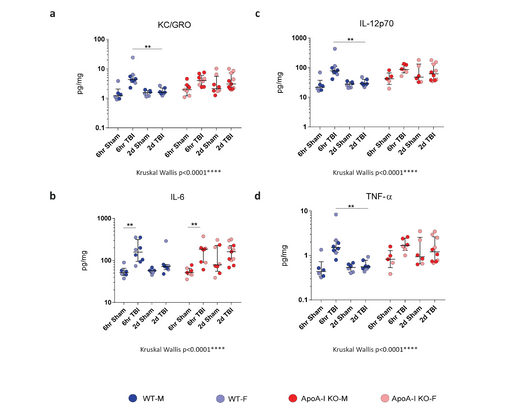 a
KC/GRO
pg/mg
100
10
1
0.1
**
6hr Sham
6hr TBI
2d Sham
2d TBI
6hr Sham
6hr TBI
2d Sham
2d TBI
Kruskal Wallis p<0.0001****
c
IL-12p70
pg/mg
1000
100
10
1
**
6hr Sham
6hr TBI
2d Sham
2d TBI
6hr Sham
6hr TBI
2d Sham
2d TBI
Kruskal Wallis p<0.0001****
b
IL-6
pg/mg
1000
100
10
**
**
6hr Sham
6hr TBI
2d Sham
2d TBI
6hr Sham
6hr TBI
2d Sham
2d TBI
Kruskal Wallis p<0.0001****
d
TNF-α
pg/mg
10
1
0.1
**
6hr Sham
6hr TBI
2d Sham
2d TBI
6hr Sham
6hr TBI
2d Sham
2d TBI
Kruskal Wallis p<0.0001****
WT-M
WT-F
ApoA-I KO-M
ApoA-I KO-F